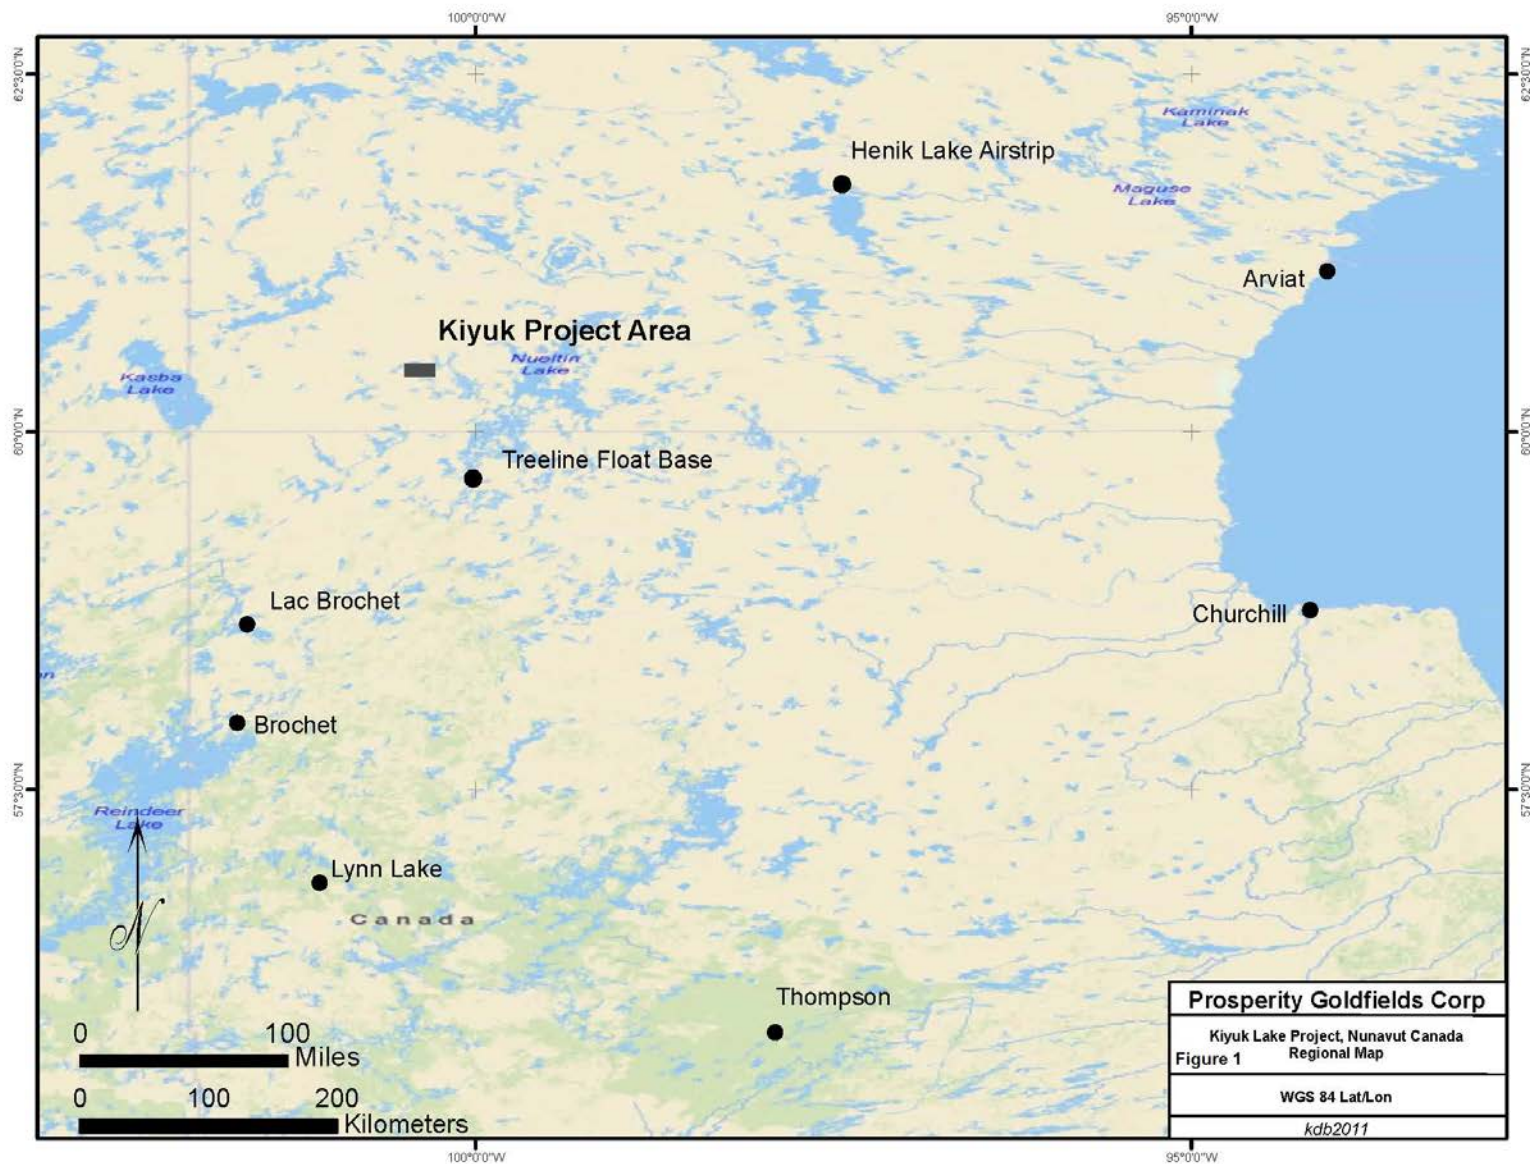 100°0'0"W
95°0'0"W
62°30'0"N
62°30'0"N
Kaminak
Lake
Henik Lake Airstrip
Maguse
Lake
Arviat
Kiyuk Project Area
Nueltin
Lake
Kasba
Lake
60°0'0"N
60°0'0"N
Treeline Float Base
Lac Brochet
Churchill
Brochet
57°30'0"N
57°30'0"N
Reindeer
Lake
Lynn Lake
Canada
N
Thompson
0 100
Miles
0 100 200
Kilometers
Prosperity Goldfields Corp
Kiyuk Lake Project, Nunavut Canada
Figure 1 Regional Map
WGS 84 Lat/Lon
kdb2011
100°0'0"W
95°0'0"W